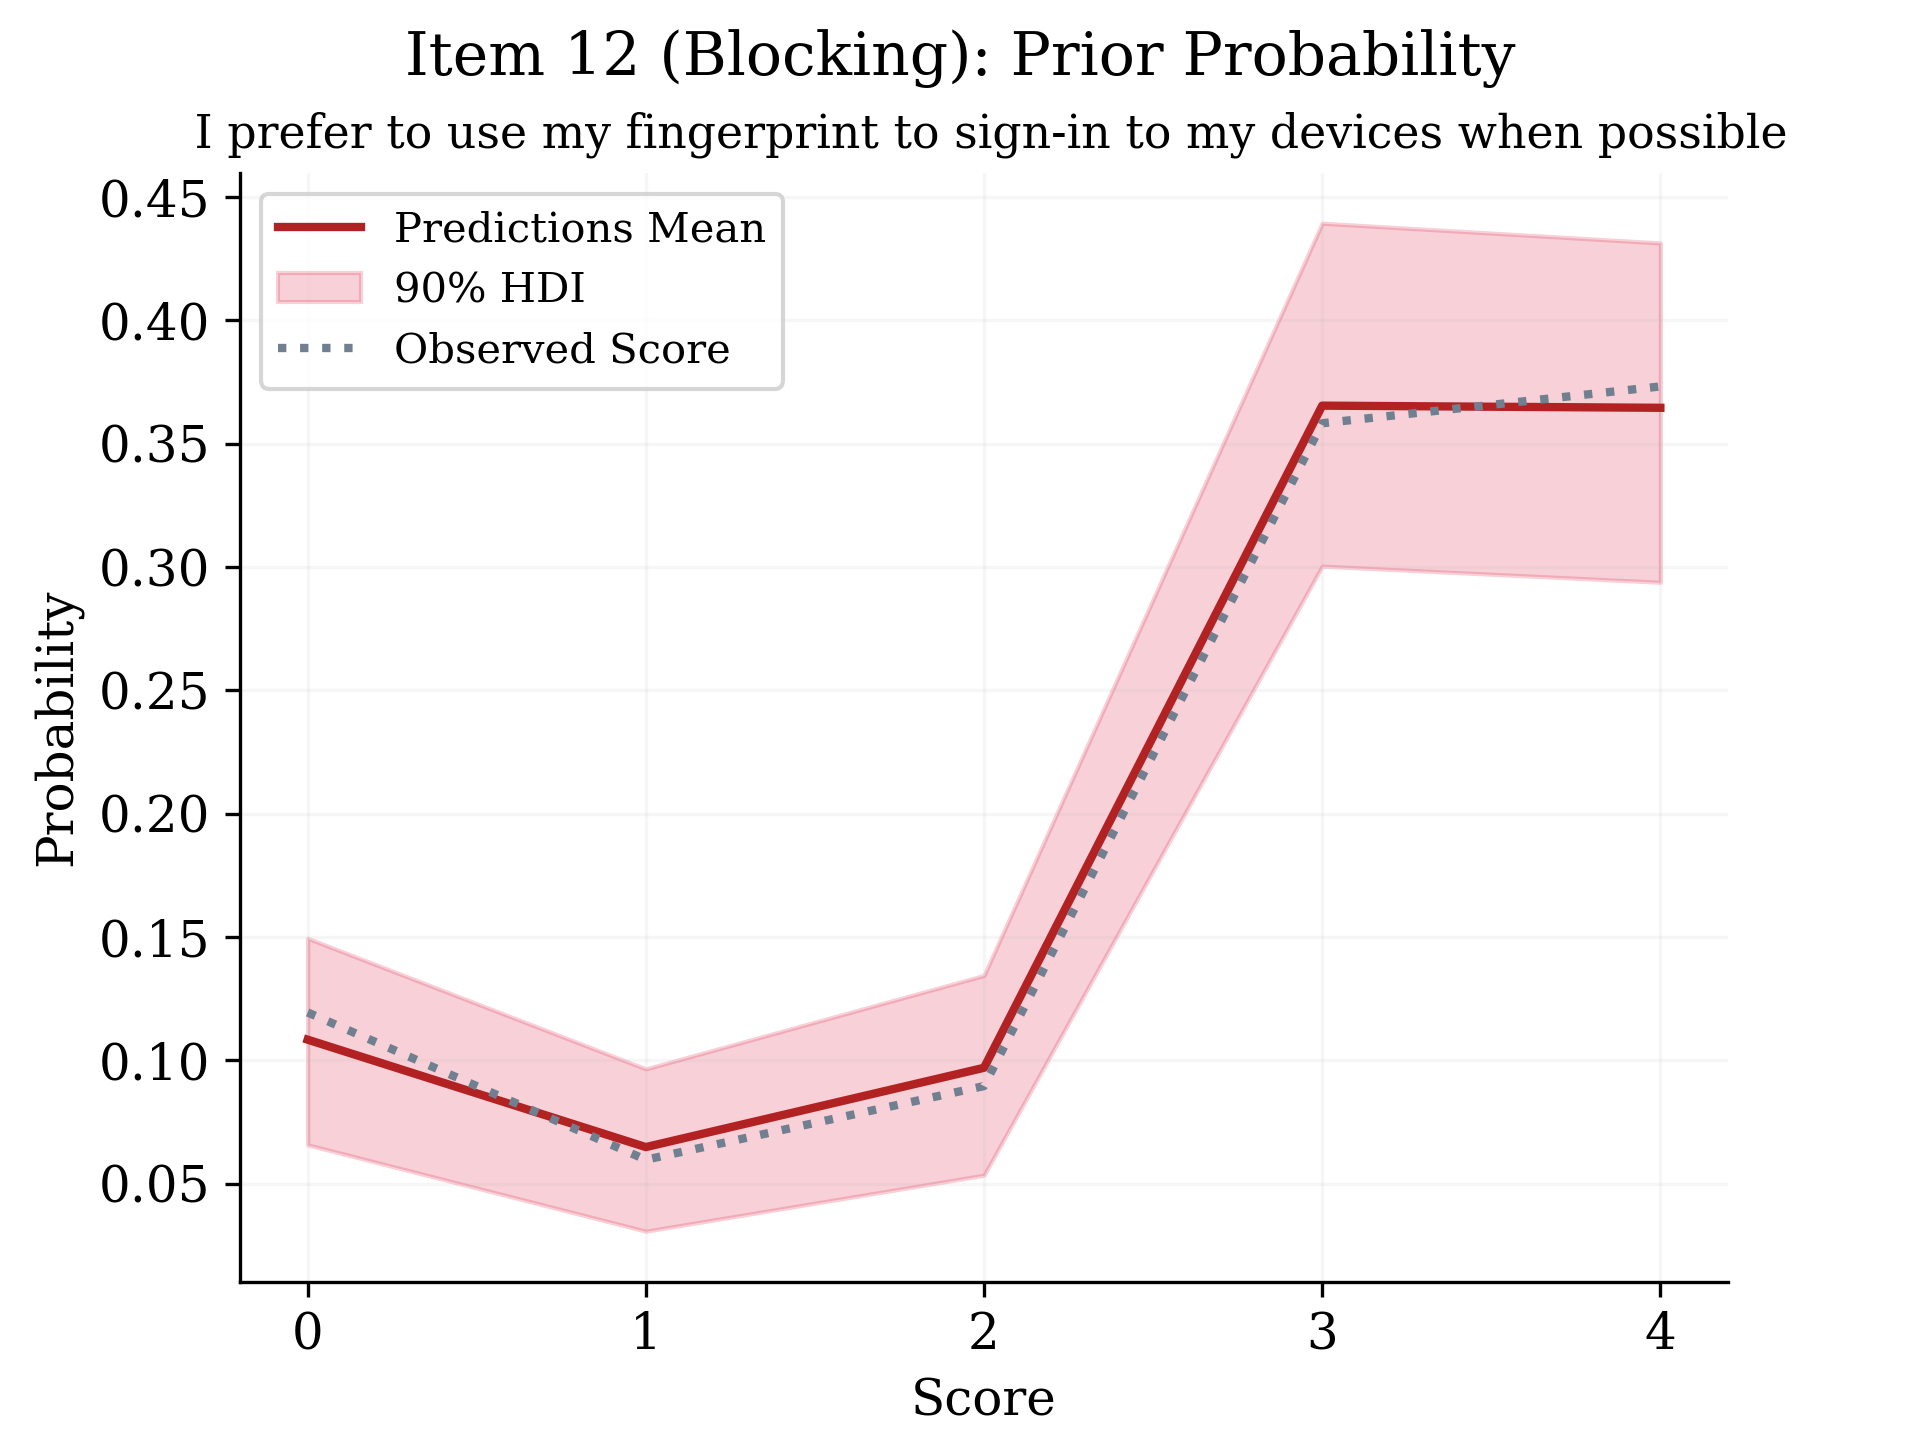 Item 12 (Blocking): Prior Probability
I prefer to use my fingerprint to sign-in to my devices when possible
Predictions Mean
90% HDI
Observed Score
0.45
0.40
0.35
0.30
0.25
0.20
0.15
0.10
0.05
Probability
0 1 2 3 4
Score